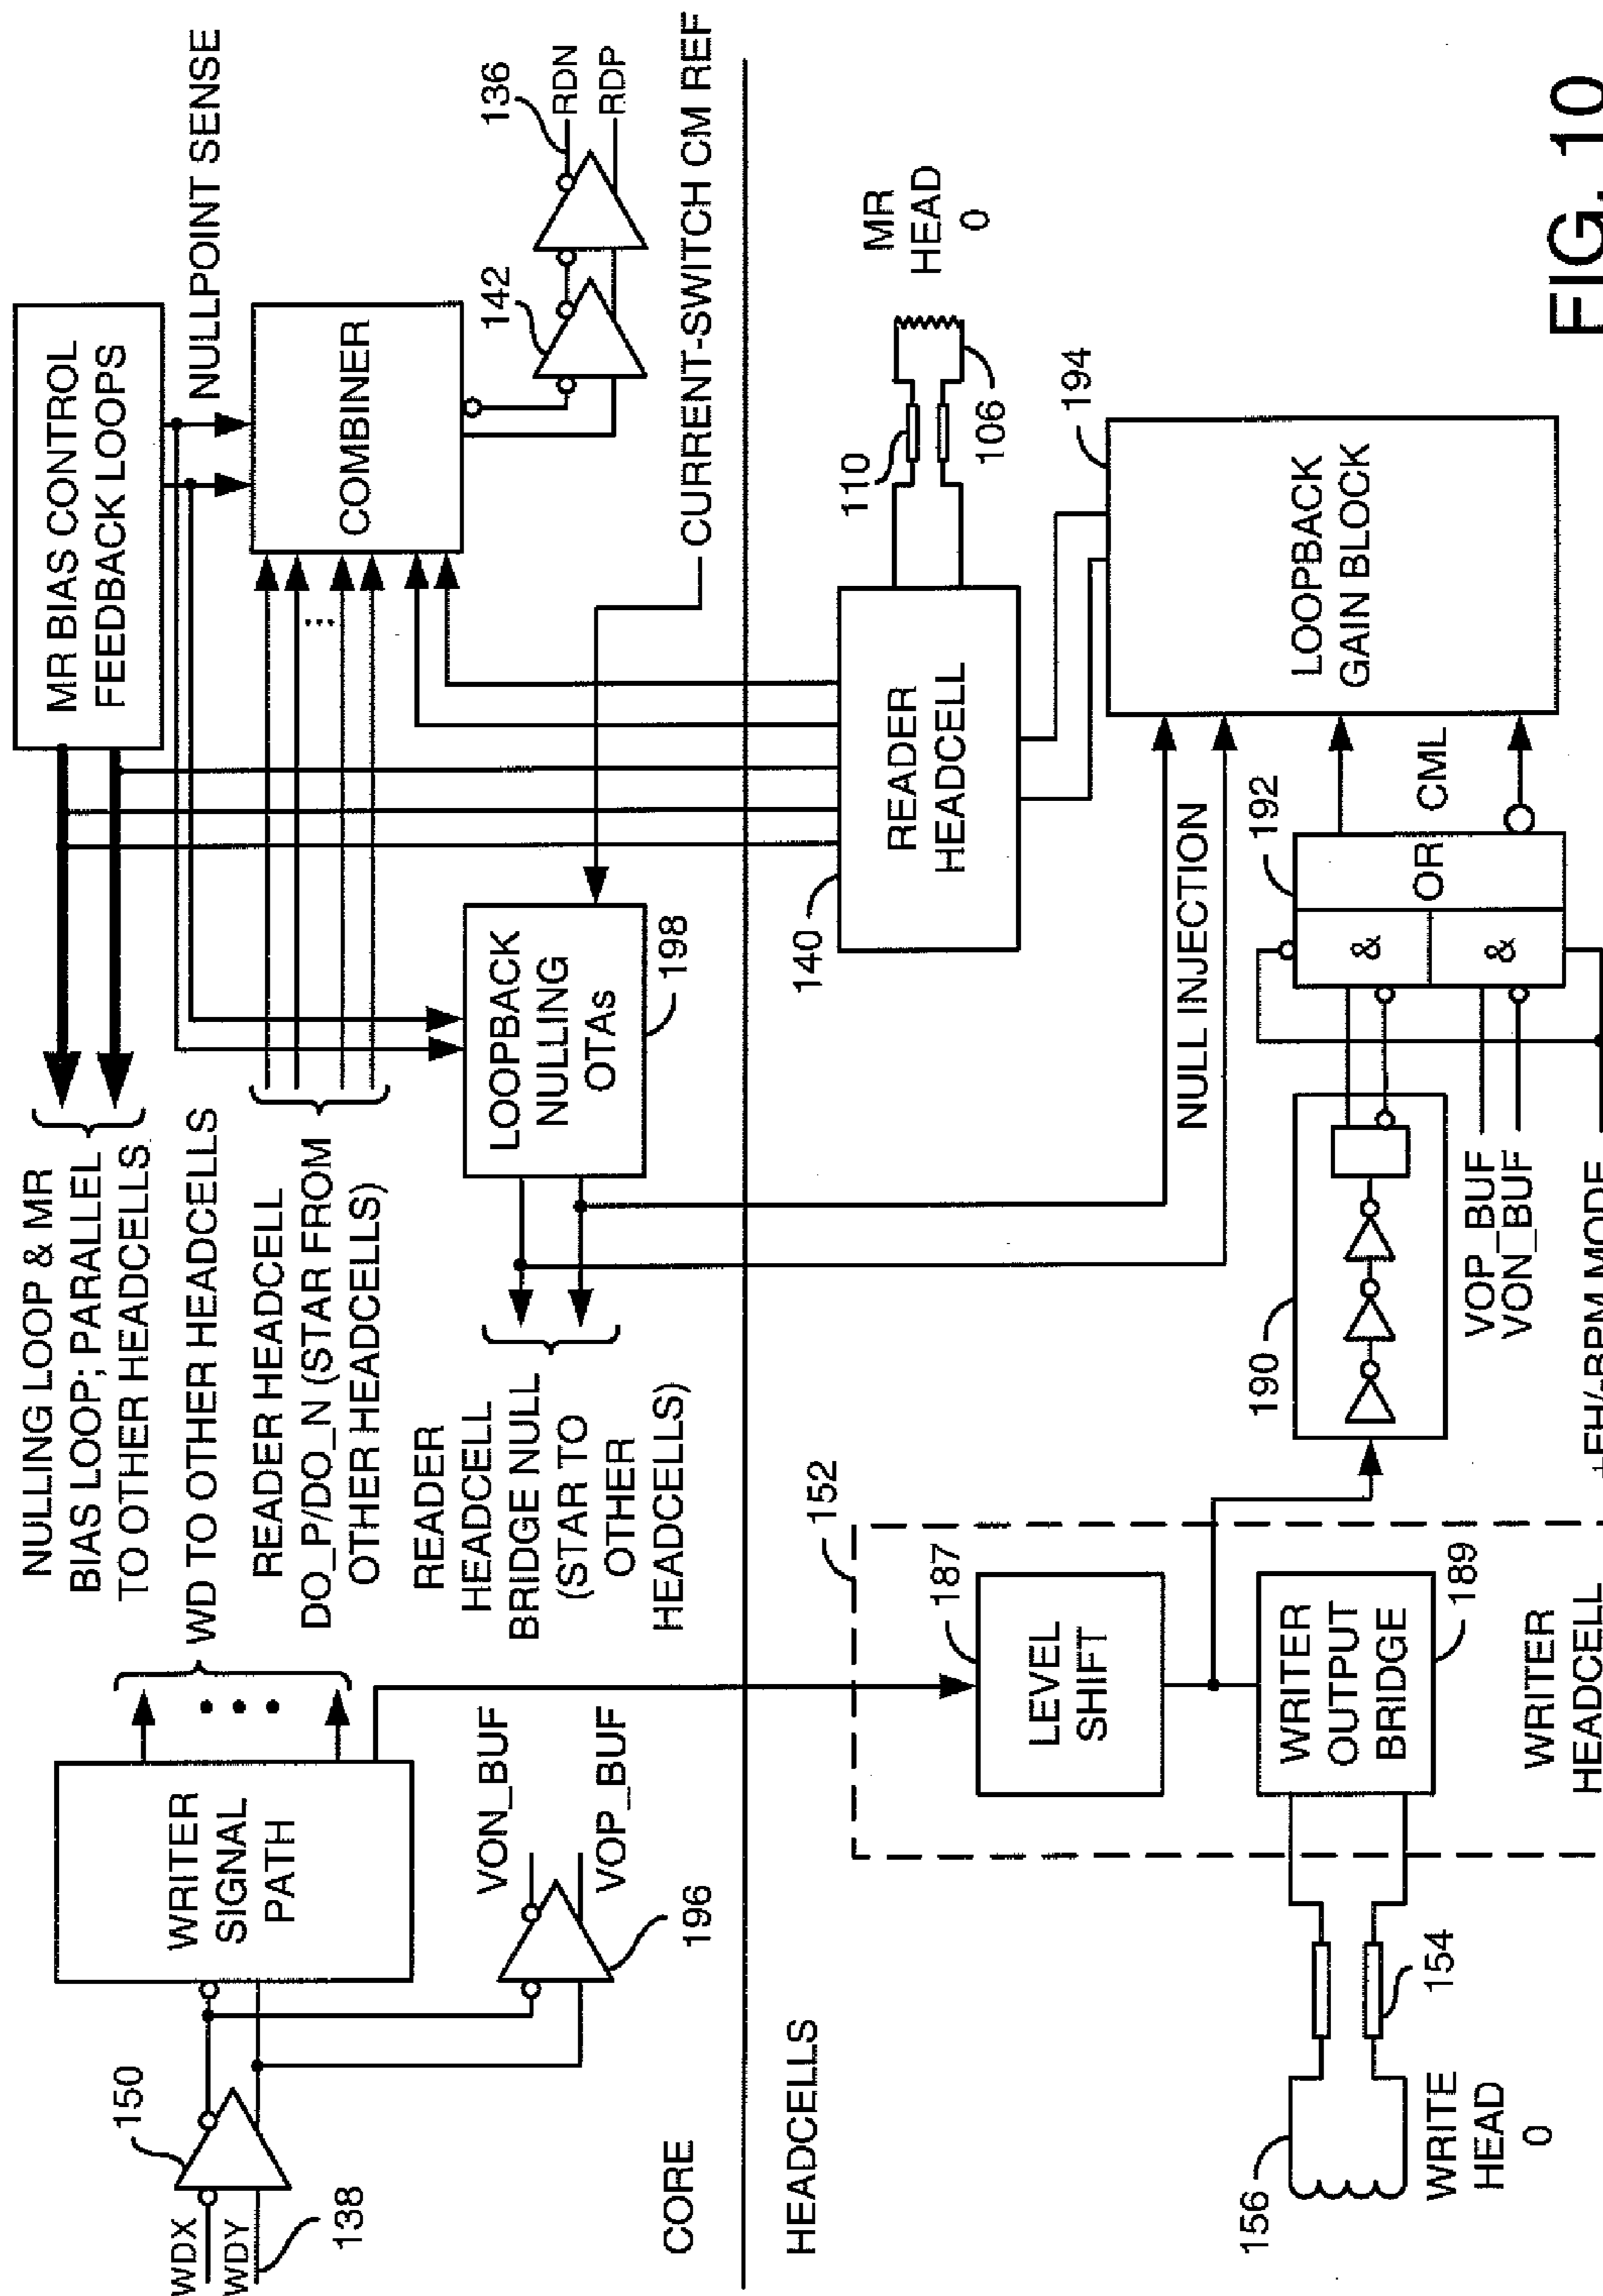 NULLING LOOP & MR
BIAS LOOP; PARALLEL
TO OTHER HEADCELLS
MR BIAS CONTROL
FEEDBACK LOOPS
NULLPOINT SENSE
WD TO OTHER HEADCELLS
READER HEADCELL
DO_P/DO_N (STAR FROM
OTHER HEADCELLS)
...
COMBINER
142
136
RDN
RDP
WRITER
SIGNAL
PATH
150
WDX
WDY
138
VON_BUF
VOP_BUF
196
READER
HEADCELL
BRIDGE NULL
(STAR TO
OTHER
HEADCELLS)
LOOPBACK
NULLING
OTAs
198
CURRENT-SWITCH CM REF
CORE
HEADCELLS
152
187
LEVEL
SHIFT
WRITER
OUTPUT
BRIDGE
189
WRITER
HEADCELL
156
154
WRITE
HEAD
0
140
READER
HEADCELL
110
106
MR
HEAD
0
NULL INJECTION
194
LOOPBACK
GAIN BLOCK
190
192
&
&
OR
CML
VOP_BUF
VON_BUF
+FH/-BPM MODE
FIG. 10